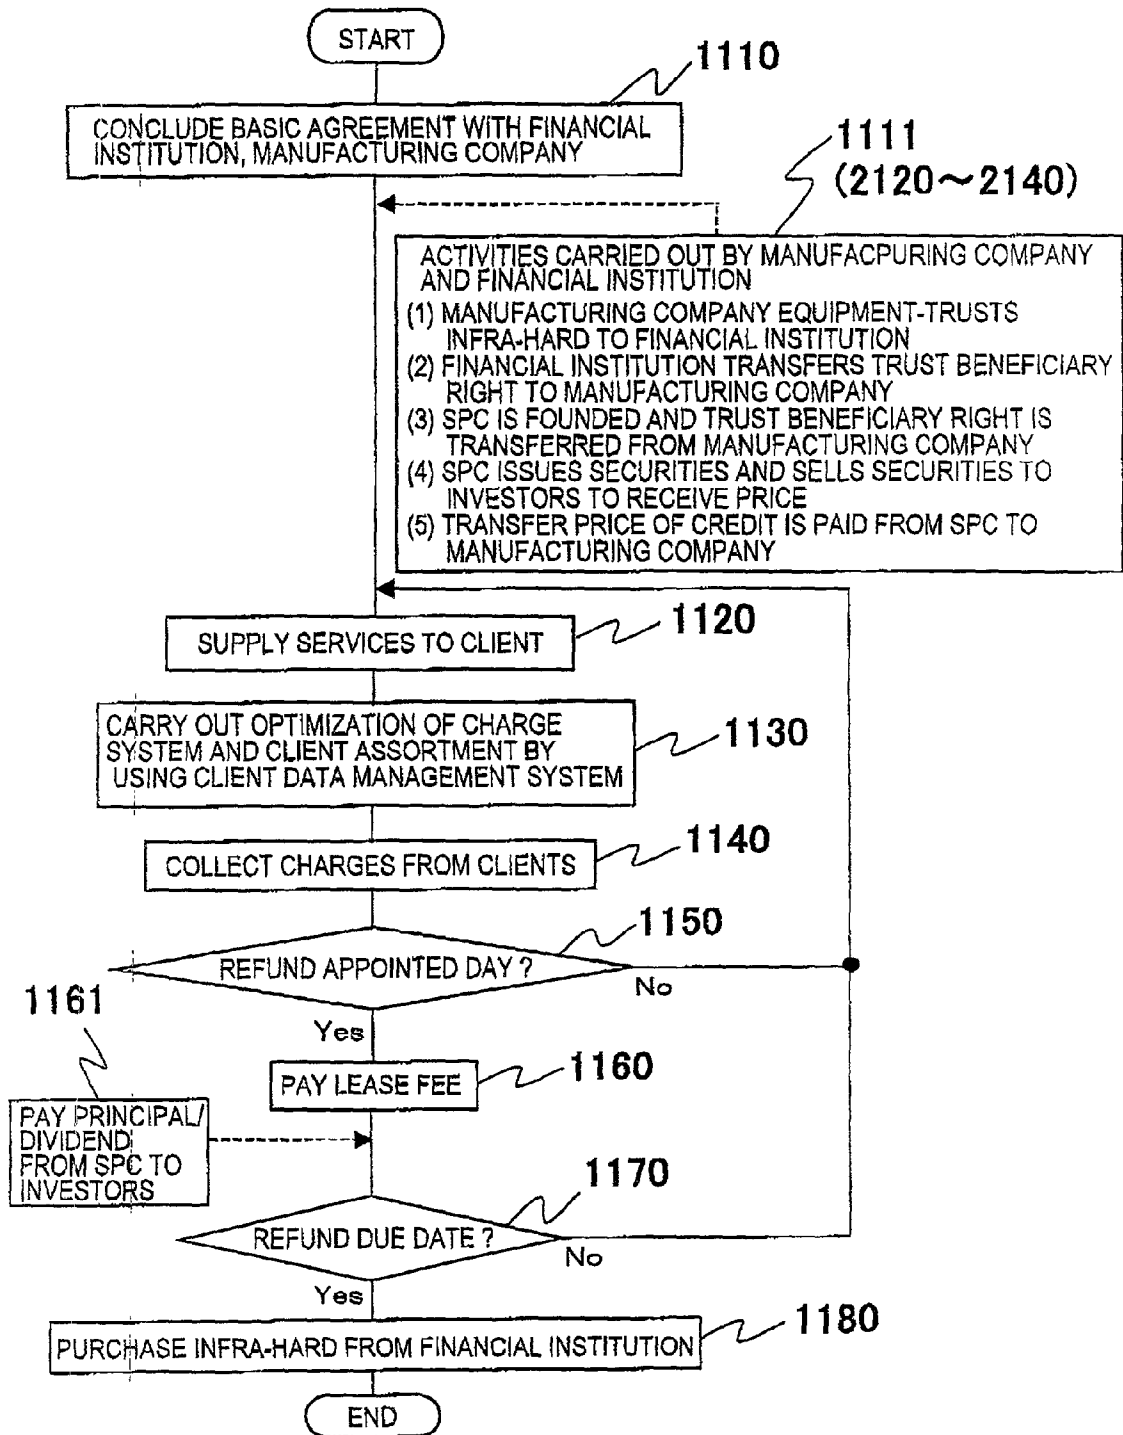 START
1110
CONCLUDE BASIC AGREEMENT WITH FINANCIAL
INSTITUTION, MANUFACTURING COMPANY
1111
(2120～2140)
ACTIVITIES CARRIED OUT BY MANUFACPURING COMPANY
AND FINANCIAL INSTITUTION
(1) MANUFACTURING COMPANY EQUIPMENT-TRUSTS
INFRA-HARD TO FINANCIAL INSTITUTION
(2) FINANCIAL INSTITUTION TRANSFERS TRUST BENEFICIARY
RIGHT TO MANUFACTURING COMPANY
(3) SPC IS FOUNDED AND TRUST BENEFICIARY RIGHT IS
TRANSFERRED FROM MANUFACTURING COMPANY
(4) SPC ISSUES SECURITIES AND SELLS SECURITIES TO
INVESTORS TO RECEIVE PRICE
(5) TRANSFER PRICE OF CREDIT IS PAID FROM SPC TO
MANUFACTURING COMPANY
1120
SUPPLY SERVICES TO CLIENT
CARRY OUT OPTIMIZATION OF CHARGE
SYSTEM AND CLIENT ASSORTMENT BY
USING CLIENT DATA MANAGEMENT SYSTEM
1130
1140
COLLECT CHARGES FROM CLIENTS
1150
REFUND APPOINTED DAY ?
No
Yes
1161
1160
PAY LEASE FEE
PAY PRINCIPAL/
DIVIDEND
FROM SPC TO
INVESTORS
1170
REFUND DUE DATE ?
No
Yes
1180
PURCHASE INFRA-HARD FROM FINANCIAL INSTITUTION
END